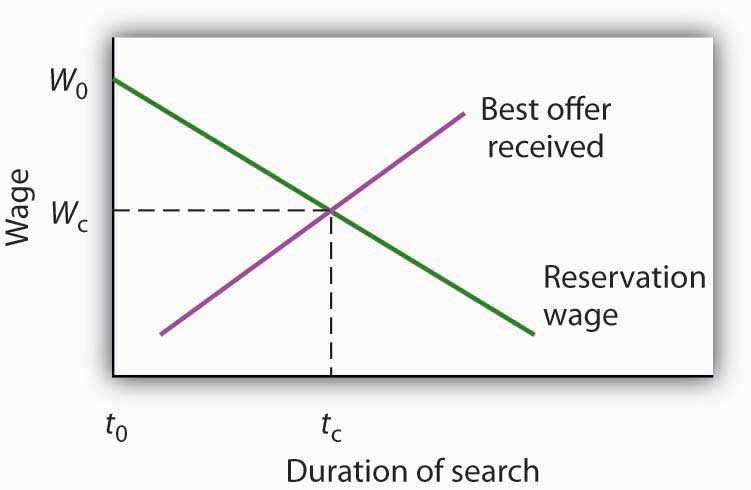 W0
Best offer
received
Wc
Wage
Reservation
wage
t0
tc
Duration of search